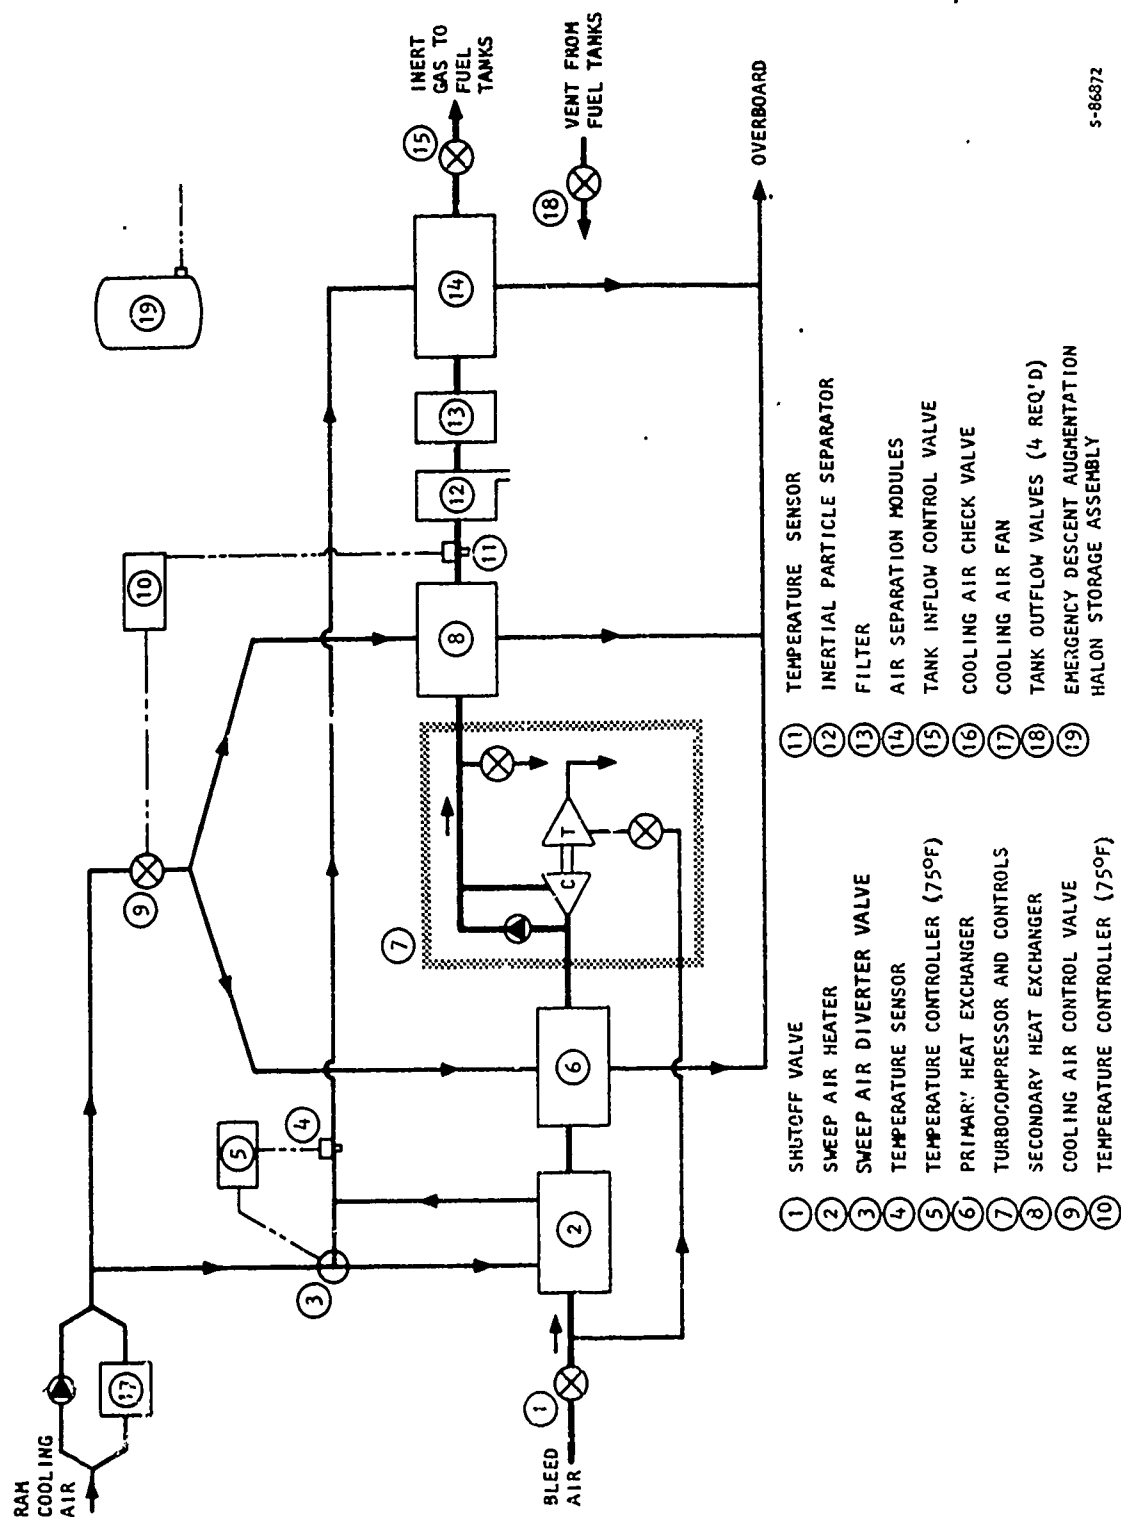 RAM
COOLING
AIR
17
BLEED
AIR
1
3
2
5
4
6
9
10
7
C
T
8
11
12
13
14
19
15
INERT
GAS TO
FUEL
TANKS
18
VENT FROM
FUEL TANKS
OVERBOARD
1 SHUTOFF VALVE
2 SWEEP AIR HEATER
3 SWEEP AIR DIVERTER VALVE
4 TEMPERATURE SENSOR
5 TEMPERATURE CONTROLLER (75°F)
6 PRIMARY HEAT EXCHANGER
7 TURBOCOMPRESSOR AND CONTROLS
8 SECONDARY HEAT EXCHANGER
9 COOLING AIR CONTROL VALVE
10 TEMPERATURE CONTROLLER (75°F)
11 TEMPERATURE SENSOR
12 INERTIAL PARTICLE SEPARATOR
13 FILTER
14 AIR SEPARATION MODULES
15 TANK INFLOW CONTROL VALVE
16 COOLING AIR CHECK VALVE
17 COOLING AIR FAN
18 TANK OUTFLOW VALVES (4 REQ'D)
19 EMERGENCY DESCENT AUGMENTATION
HALON STORAGE ASSEMBLY
S-86872